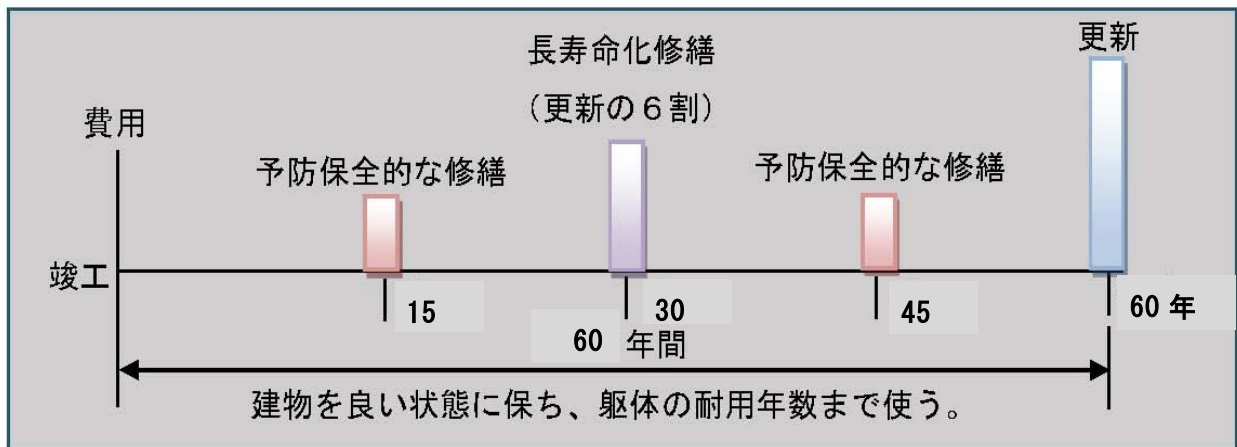 更新
長寿命化修繕
(更新の6割)
費用
予防保全的な修繕
予防保全的な修繕
竣工
15
30
45
60 年
60 年間
建物を良い状態に保ち、躯体の耐用年数まで使う。